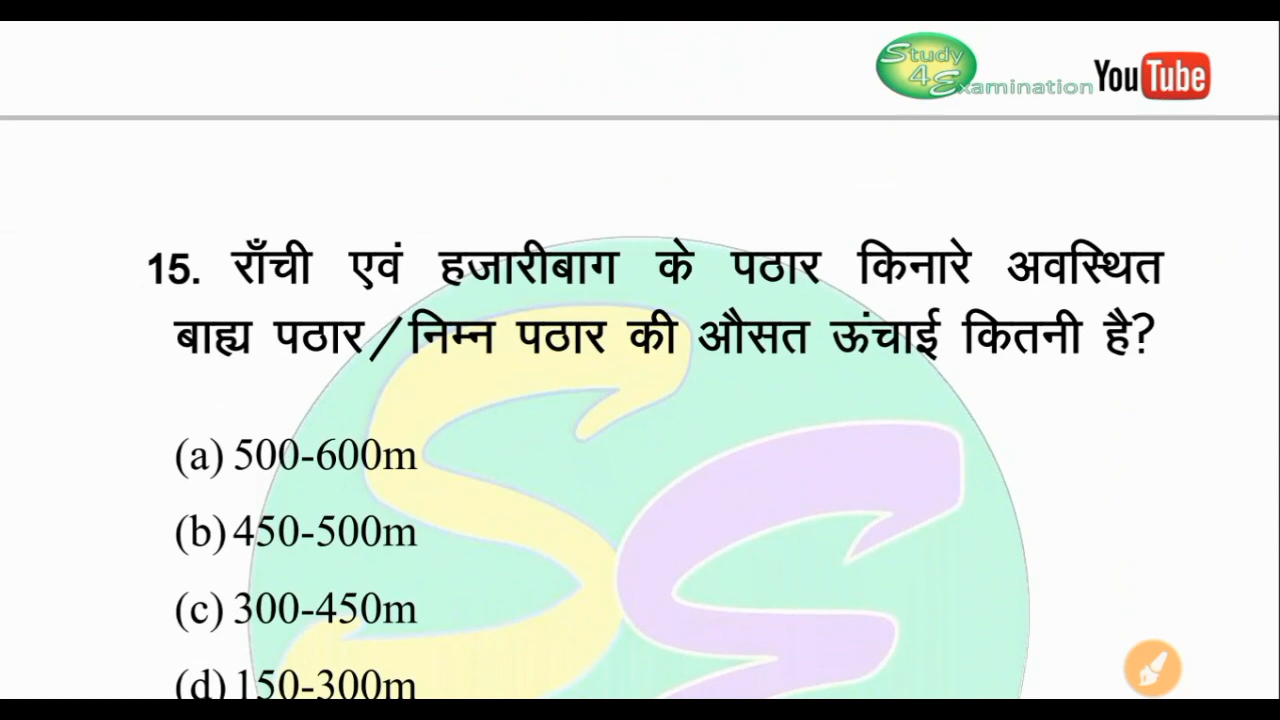 Study
4 Examination YouTube
15. राँची एवं हजारीबाग के पठार किनारे अवस्थित
बाह्य पठार/निम्न पठार की औसत ऊंचाई कितनी है?
(a) 500-600m
(b) 450-500m
(c) 300-450m
(d) 150-300m